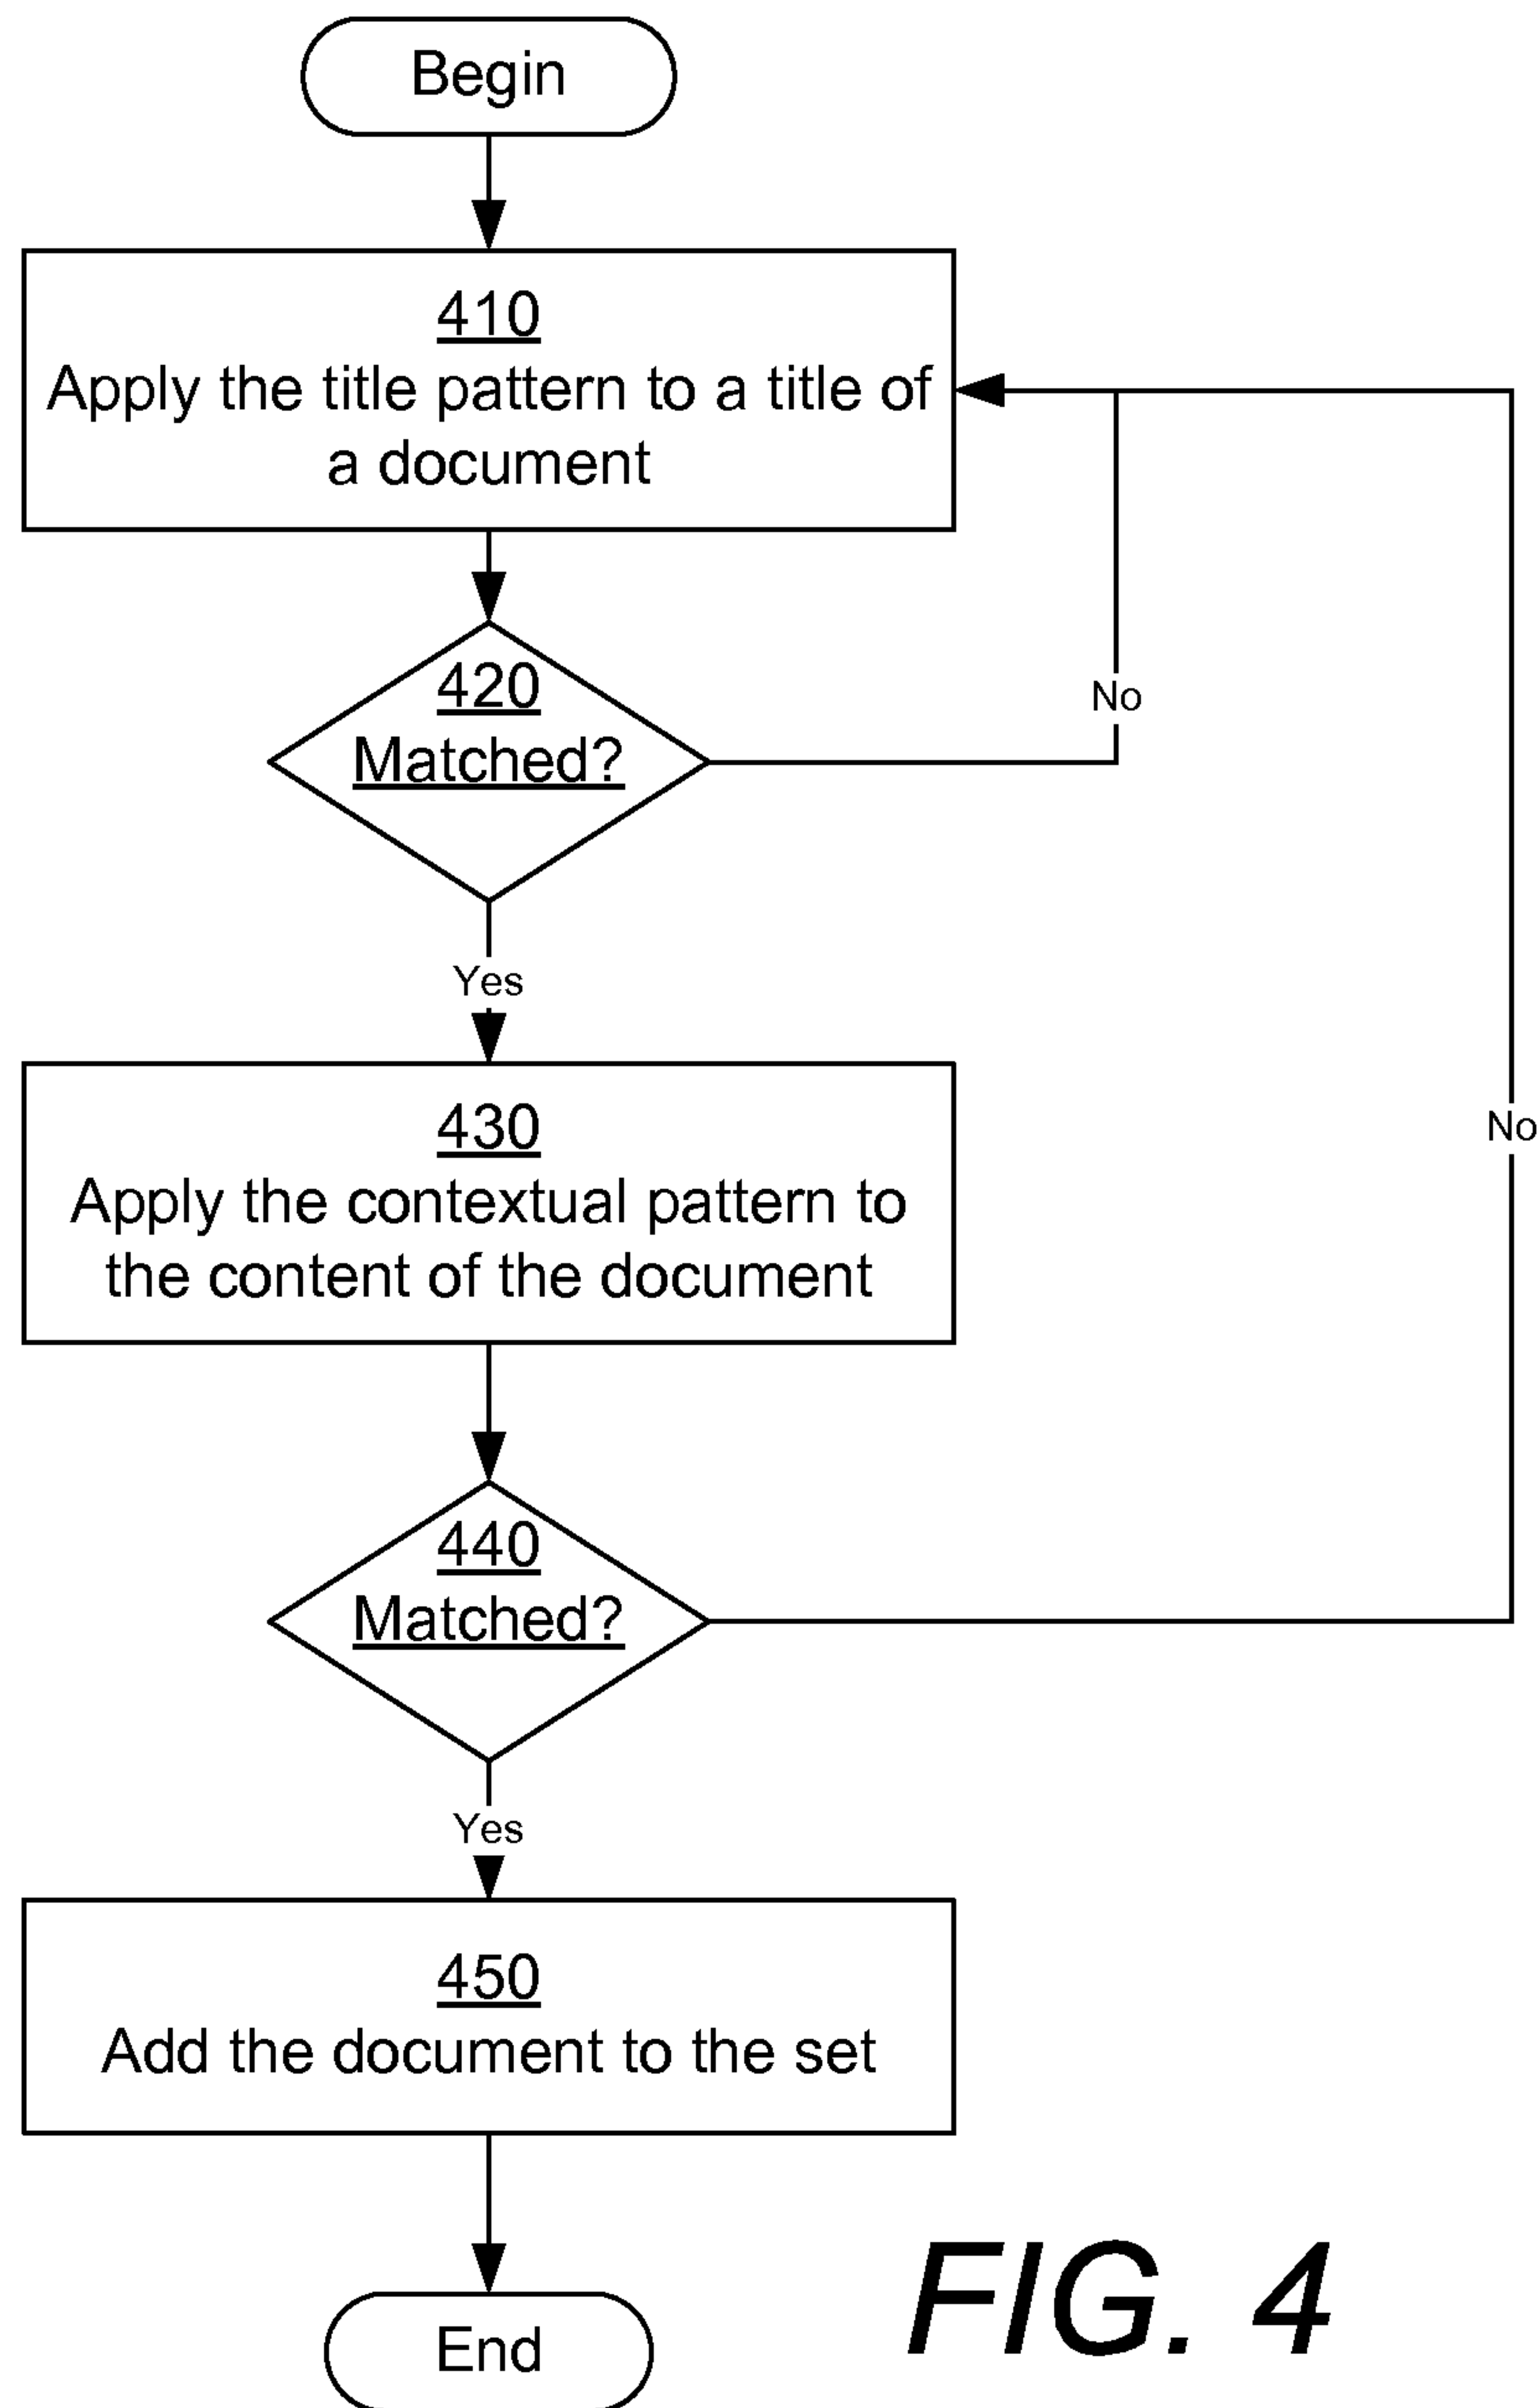 Begin
410
Apply the title pattern to a title of
a document
420
Matched?
No
Yes
430
Apply the contextual pattern to
the content of the document
No
440
Matched?
Yes
450
Add the document to the set
End
FIG. 4